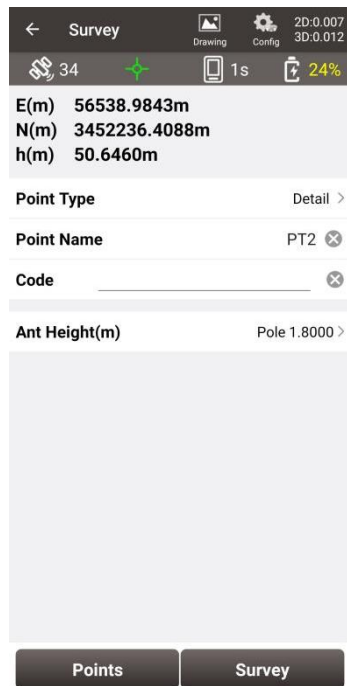 Survey
Drawing
Config
2D:0.007
3D:0.012
34
1s
24%
E(m) 56538.9843m
N(m) 3452236.4088m
h(m) 50.6460m
Point Type Detail
Point Name PT2
Code
Ant Height(m) Pole 1.8000
Points
Survey